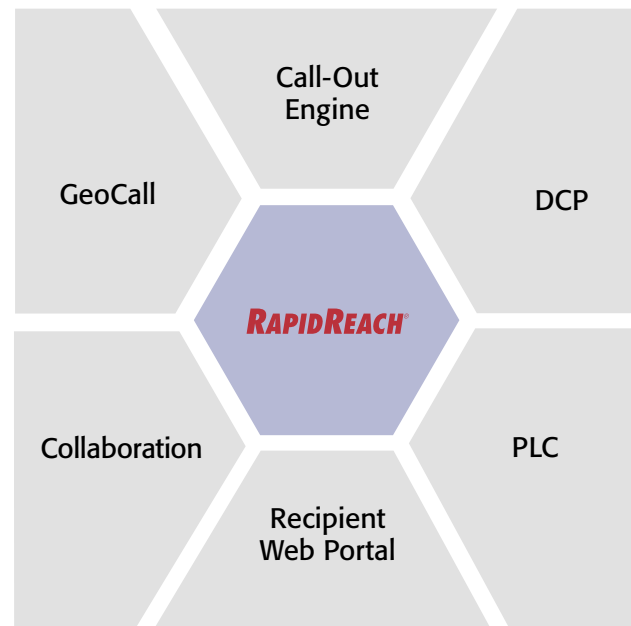 Call-Out
Engine
GeoCall
DCP
RAPIDREACH®
Collaboration
PLC
Recipient
Web Portal